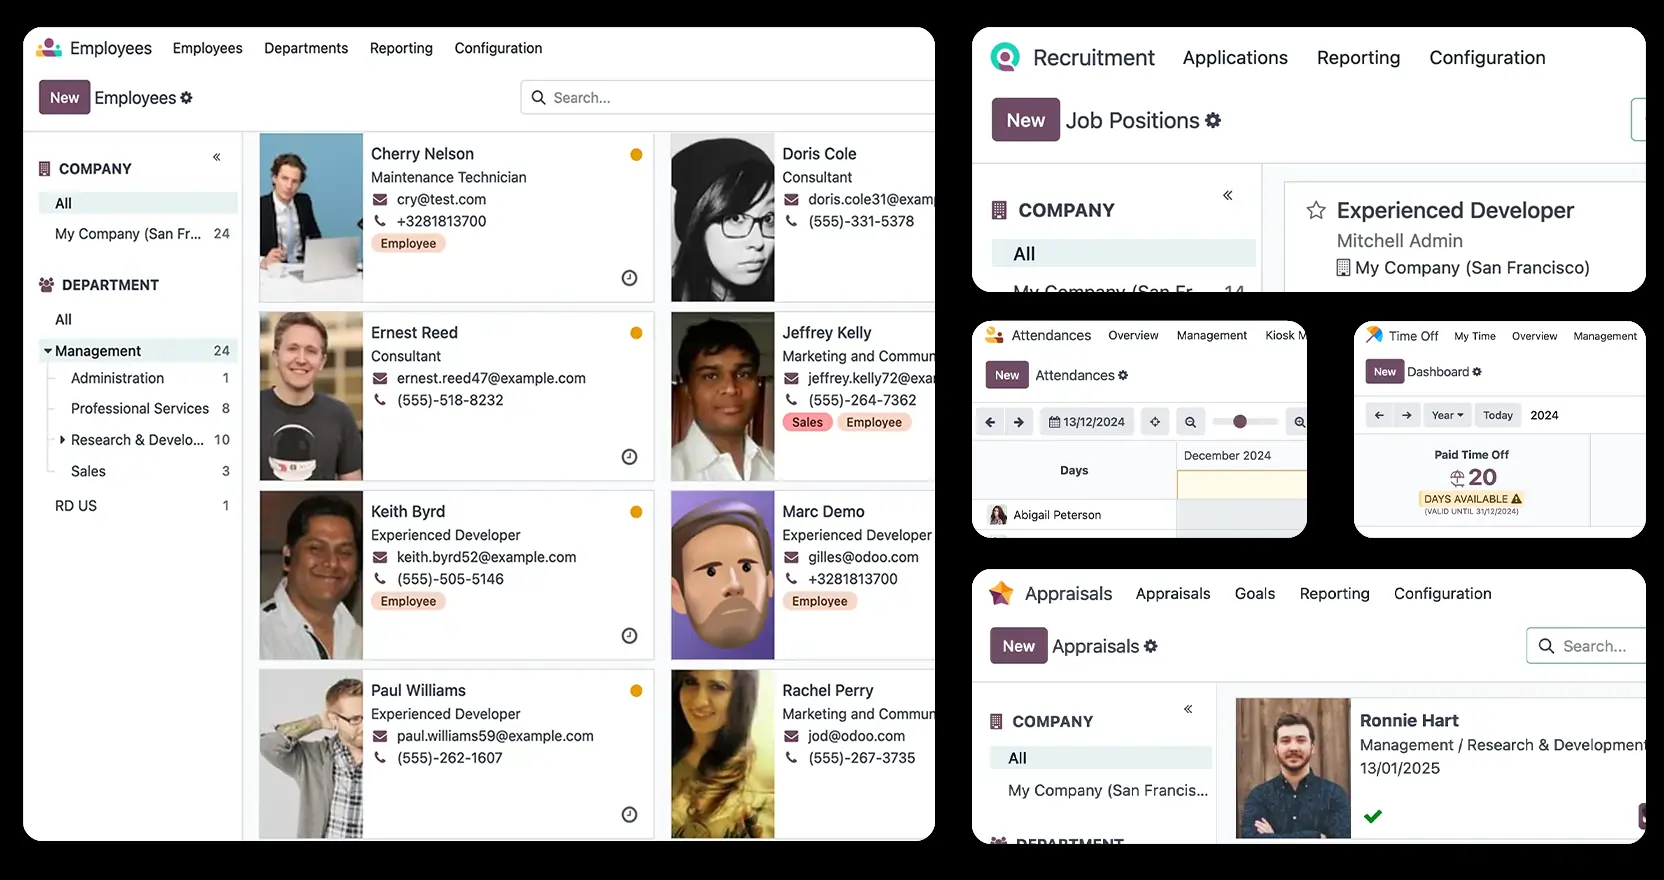 Employees Employees Departments Reporting Configuration
New Employees
Search...
COMPANY
All
My Company (San Fr... 24
DEPARTMENT
All
Management 24
Administration 1
Professional Services 8
Research & Develo... 10
Sales 3
RD US 1
Cherry Nelson
Maintenance Technician
cry@test.com
+3281813700
Employee
Doris Cole
Consultant
doris.cole31@exam
(555)-331-5378
Ernest Reed
Consultant
ernest.reed47@example.com
(555)-518-8232
Jeffrey Kelly
Marketing and Commun
jeffrey.kelly72@exa
(555)-264-7362
Sales Employee
Keith Byrd
Experienced Developer
keith.byrd52@example.com
(555)-505-5146
Employee
Marc Demo
Experienced Developer
gilles@odoo.com
+3281813700
Employee
Paul Williams
Experienced Developer
paul.williams59@example.com
(555)-262-1607
Rachel Perry
Marketing and Commun
jod@odoo.com
(555)-267-3735
Recruitment Applications Reporting Configuration
New Job Positions
COMPANY
All
My Company (San Fr 14
Experienced Developer
Mitchell Admin
My Company (San Francisco)
Attendances Overview Management Kiosk M
New Attendances
13/12/2024
December 2024
Days
Abigail Peterson
Time Off My Time Overview Management
New Dashboard
Year Today 2024
Paid Time Off
20
DAYS AVAILABLE
(VALID UNTIL 31/12/2024)
Appraisals Appraisals Goals Reporting Configuration
New Appraisals
Search...
COMPANY
All
My Company (San Francis...
DEPARTMENT
Ronnie Hart
Management / Research & Development
13/01/2025